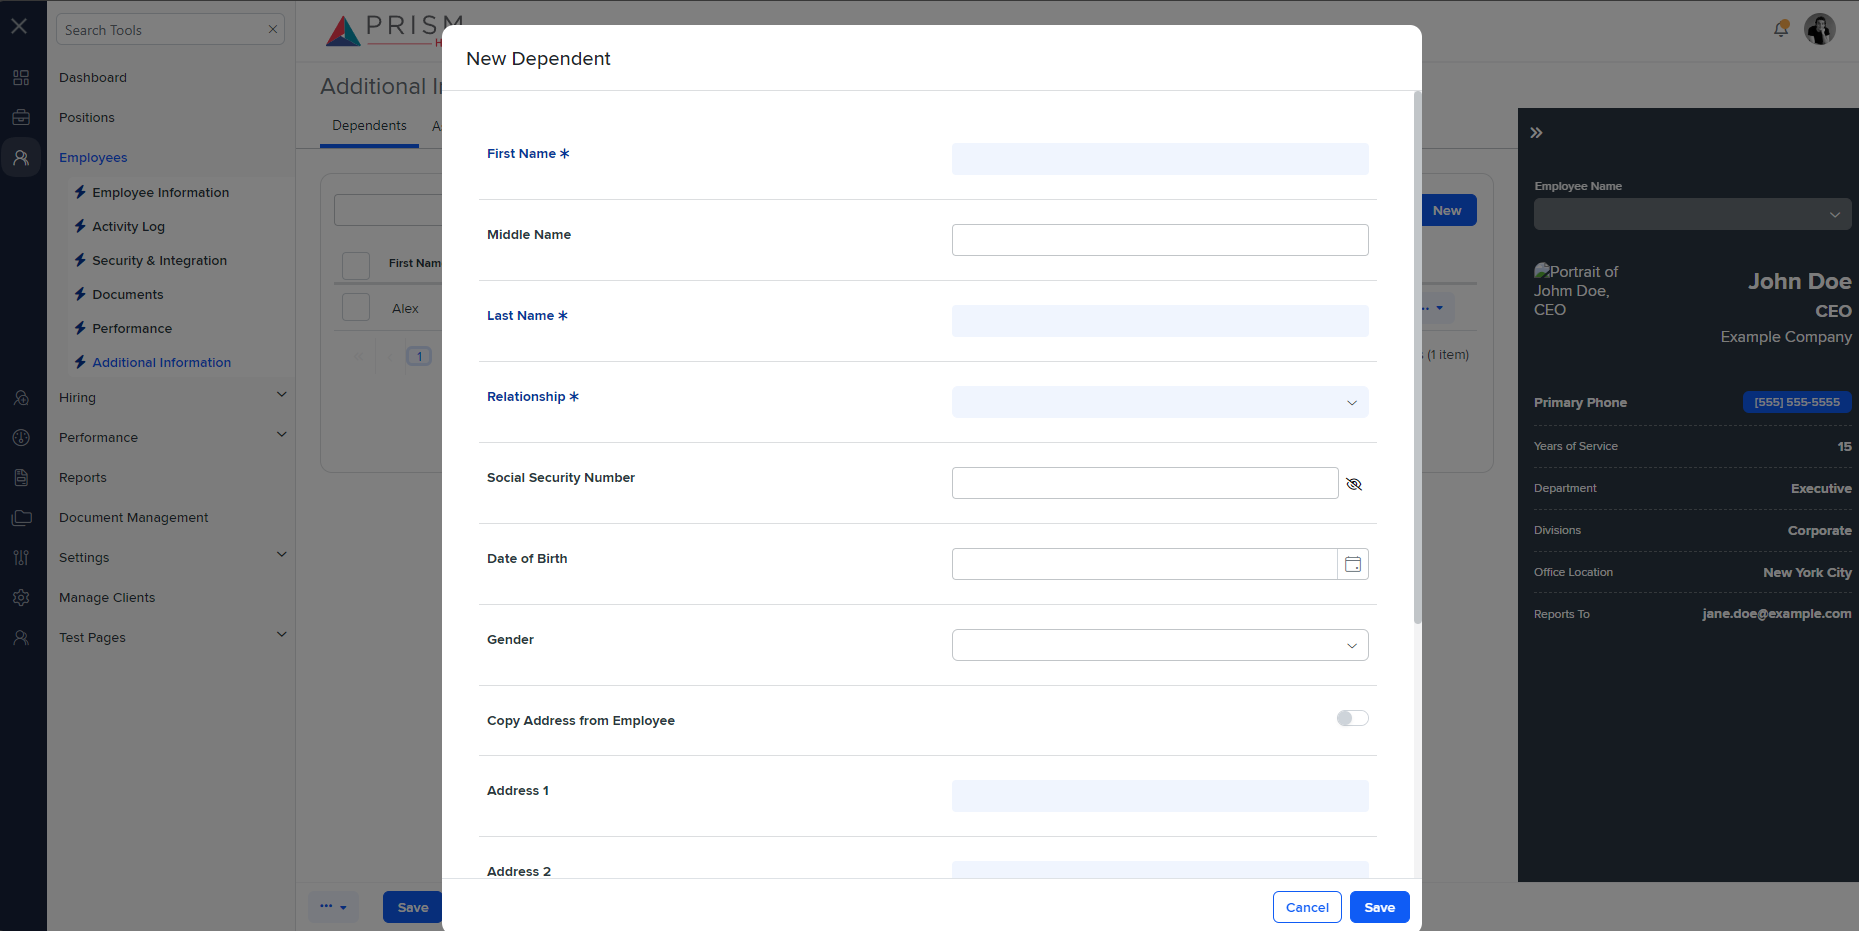 Search Tools
Dashboard
Positions
Employees
Employee Information
Activity Log
Security & Integration
Documents
Performance
Additional Information
Hiring
Performance
Reports
Document Management
Settings
Manage Clients
Test Pages
PRISM
H
Additional I
Dependents A
First Nam
Alex
1
New
(1 item)
Save
New Dependent
First Name *
Middle Name
Last Name *
Relationship *
Social Security Number
Date of Birth
Gender
Copy Address from Employee
Address 1
Address 2
Cancel
Save
Employee Name
Portrait of
Johm Doe,
CEO
John Doe
CEO
Example Company
Primary Phone [555] 555-5555
Years of Service 15
Department Executive
Divisions Corporate
Office Location New York City
Reports To jane.doe@example.com